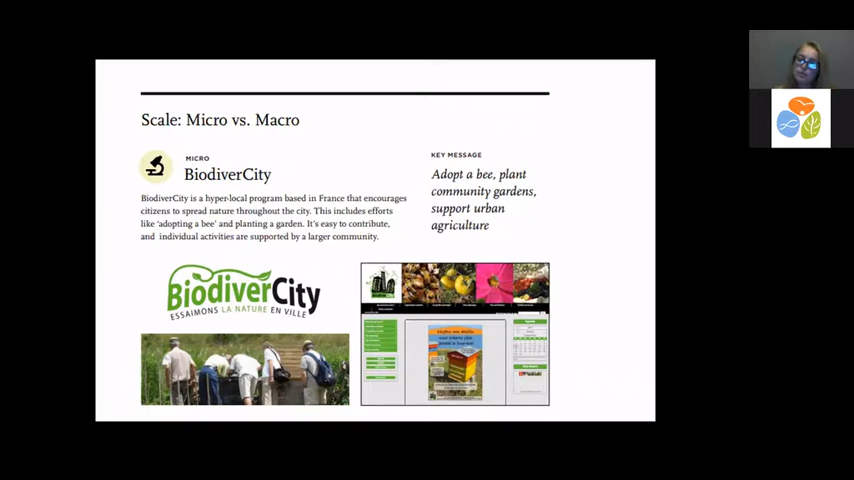 Scale: Micro vs. Macro
MICRO
BiodiverCity
BiodiverCity is a hyper-local program based in France that encourages
citizens to spread nature throughout the city. This includes efforts
like 'adopting a bee' and planting a garden. It's easy to contribute,
and individual activities are supported by a larger community.
KEY MESSAGE
Adopt a bee, plant
community gardens,
support urban
agriculture
BiodiverCity
ESSAIMONS LA NATURE EN VILLE